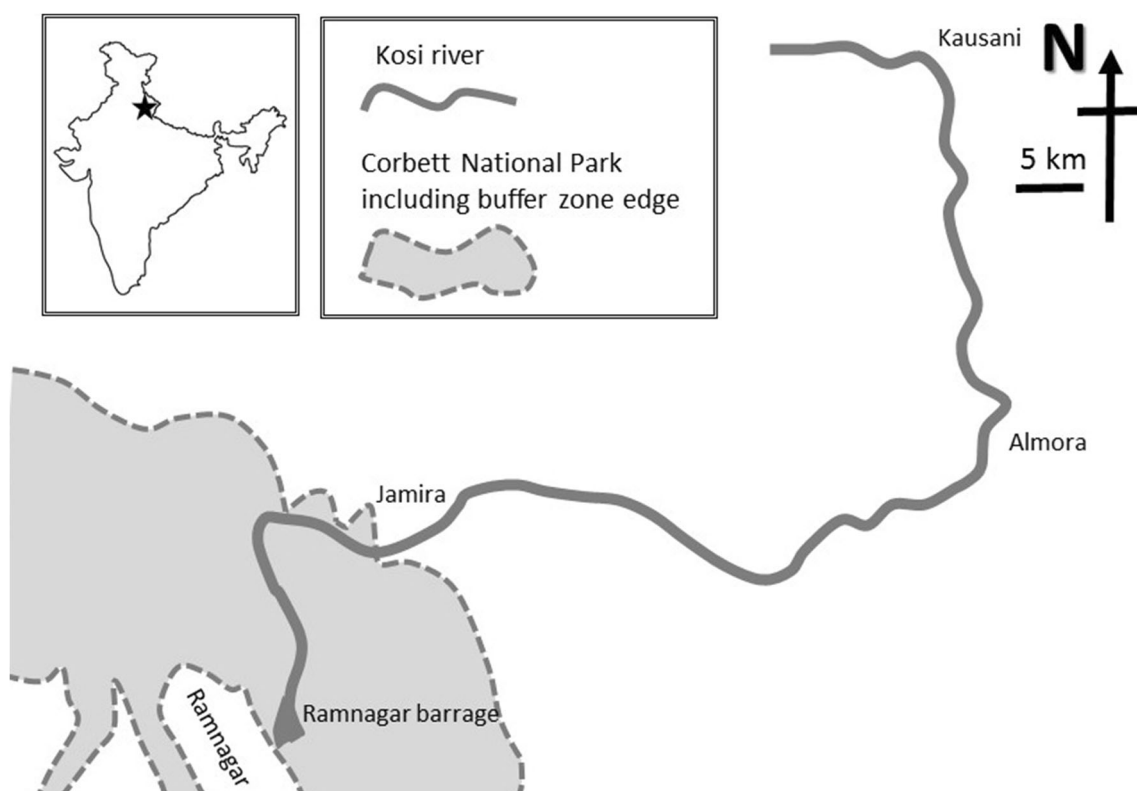 Kosi river
Corbett National Park
including buffer zone edge
Kausani
N
5 km
Almora
Jamira
Ramnagar barrage
Ramnagar